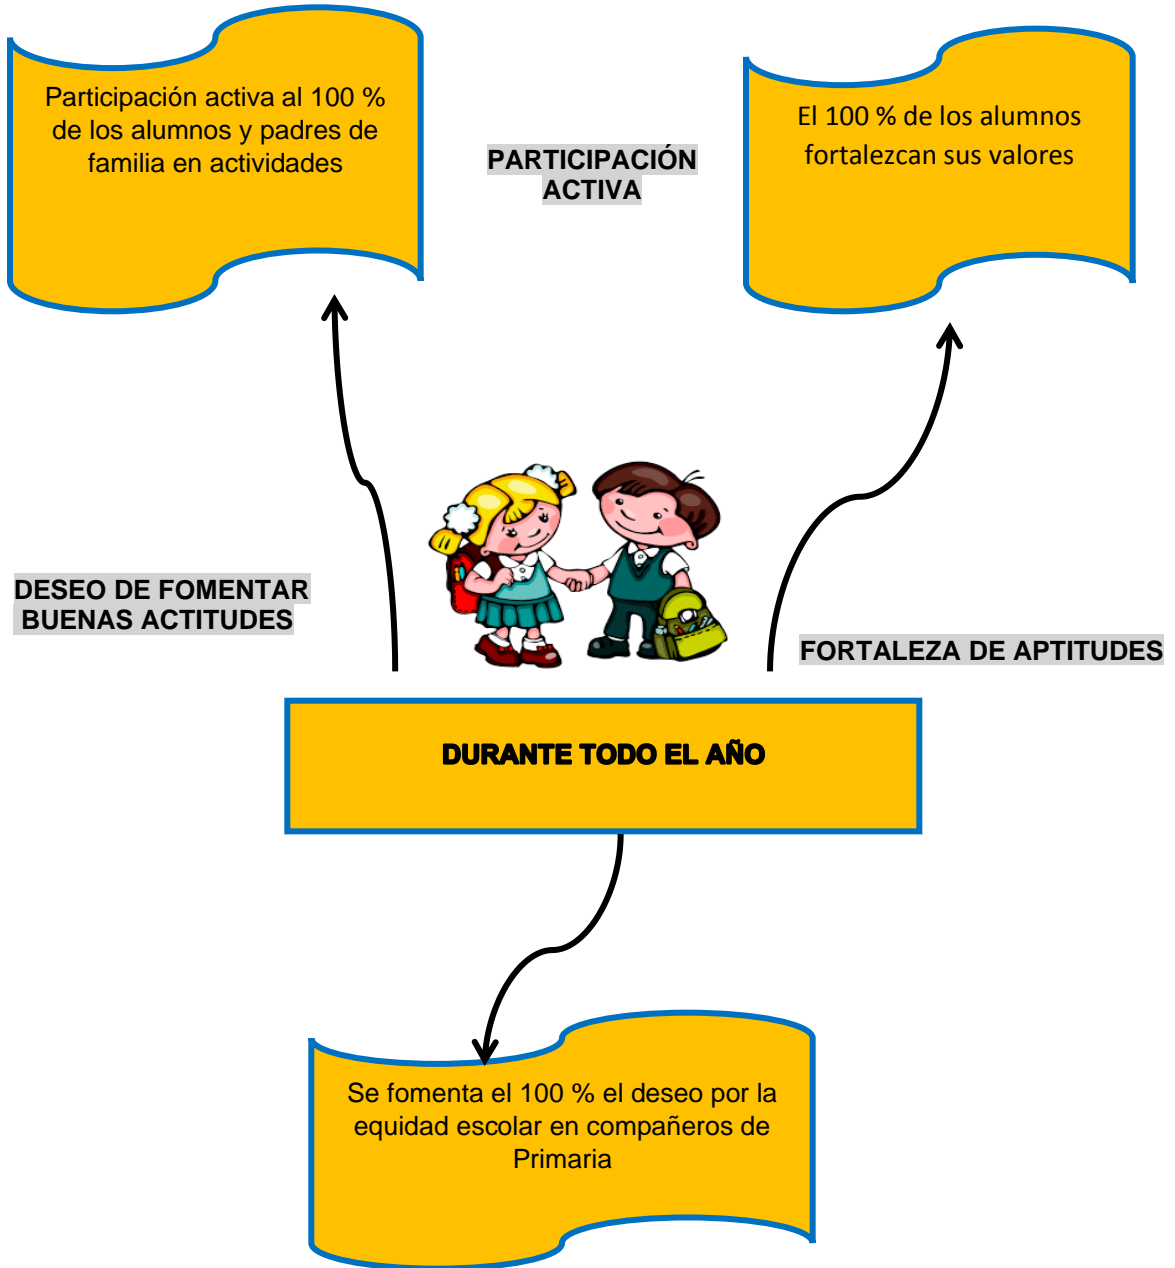 Participación activa al 100 %
de los alumnos y padres de
familia en actividades
El 100 % de los alumnos
fortalezcan sus valores
PARTICIPACIÓN
ACTIVA
DESEO DE FOMENTAR
BUENAS ACTITUDES
FORTALEZA DE APTITUDES
DURANTE TODO EL AÑO
Se fomenta el 100 % el deseo por la
equidad escolar en compañeros de
Primaria